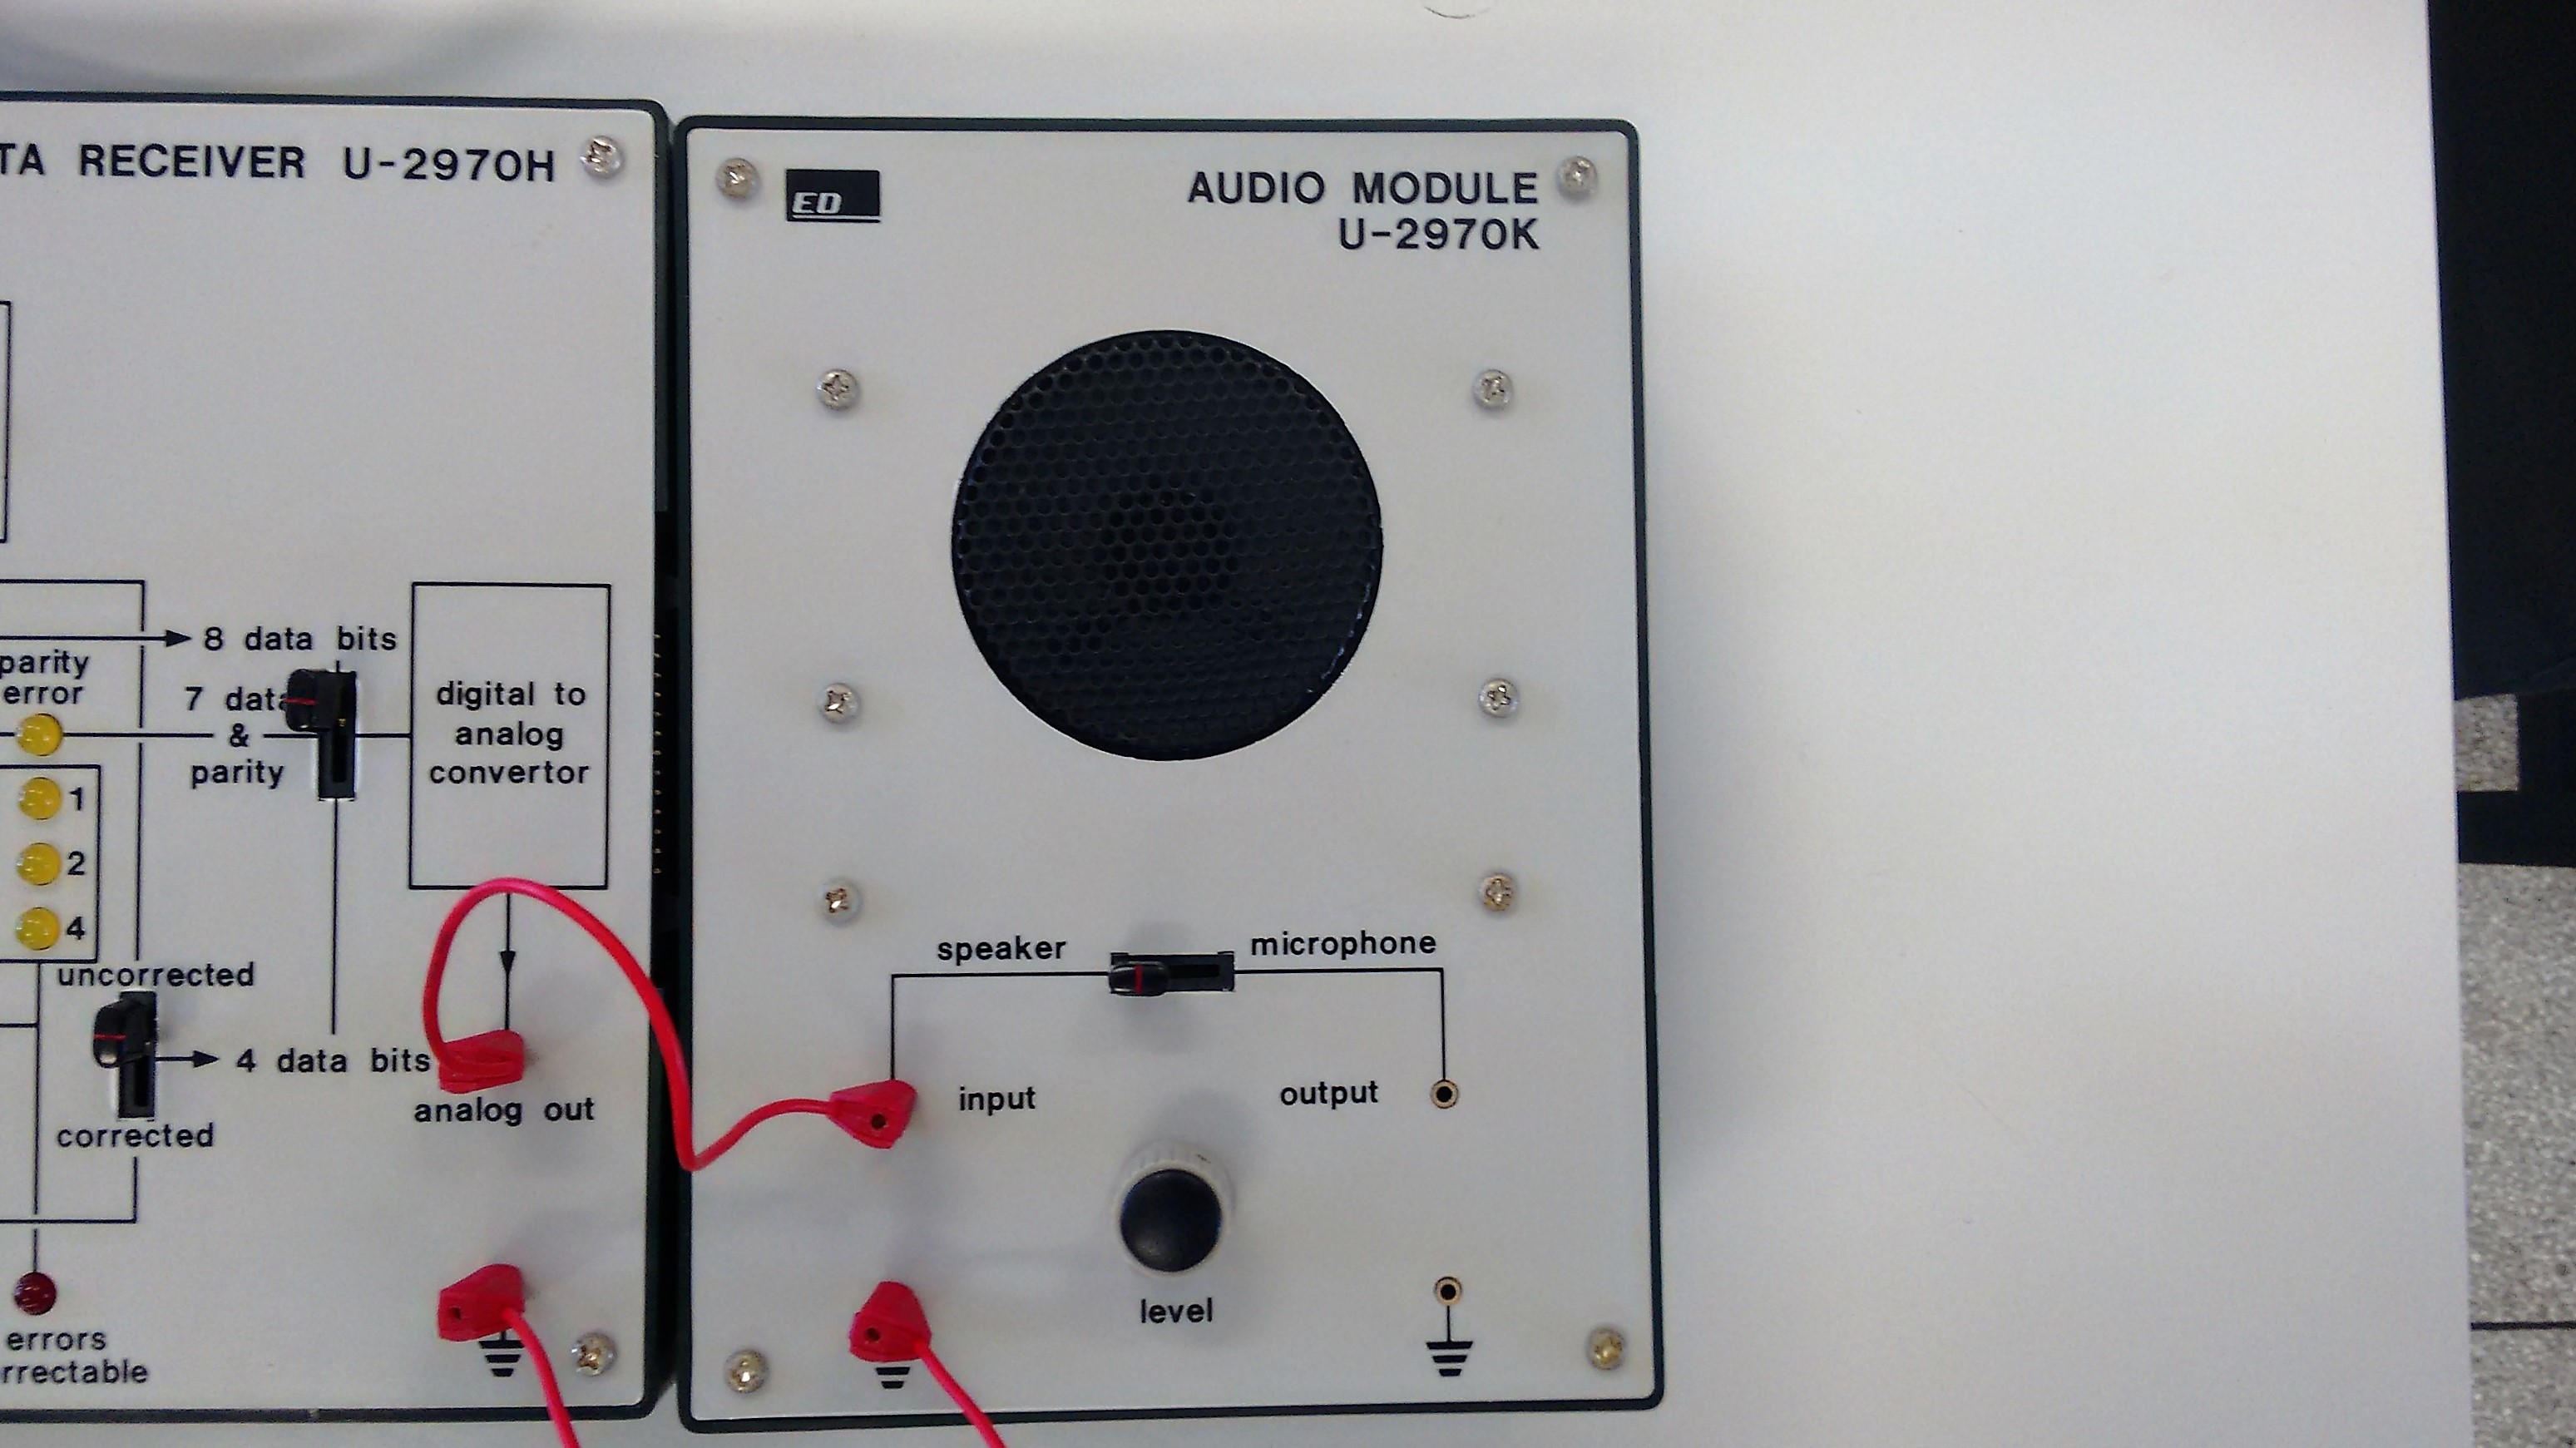 TA RECEIVER U-2970H
8 data bits
parity
error
7 data
&
parity
digital to
analog
convertor
1
2
4
uncorrected
4 data bits
corrected
analog out
errors
rrectable
ED
AUDIO MODULE
U-2970K
speaker
microphone
input
output
level